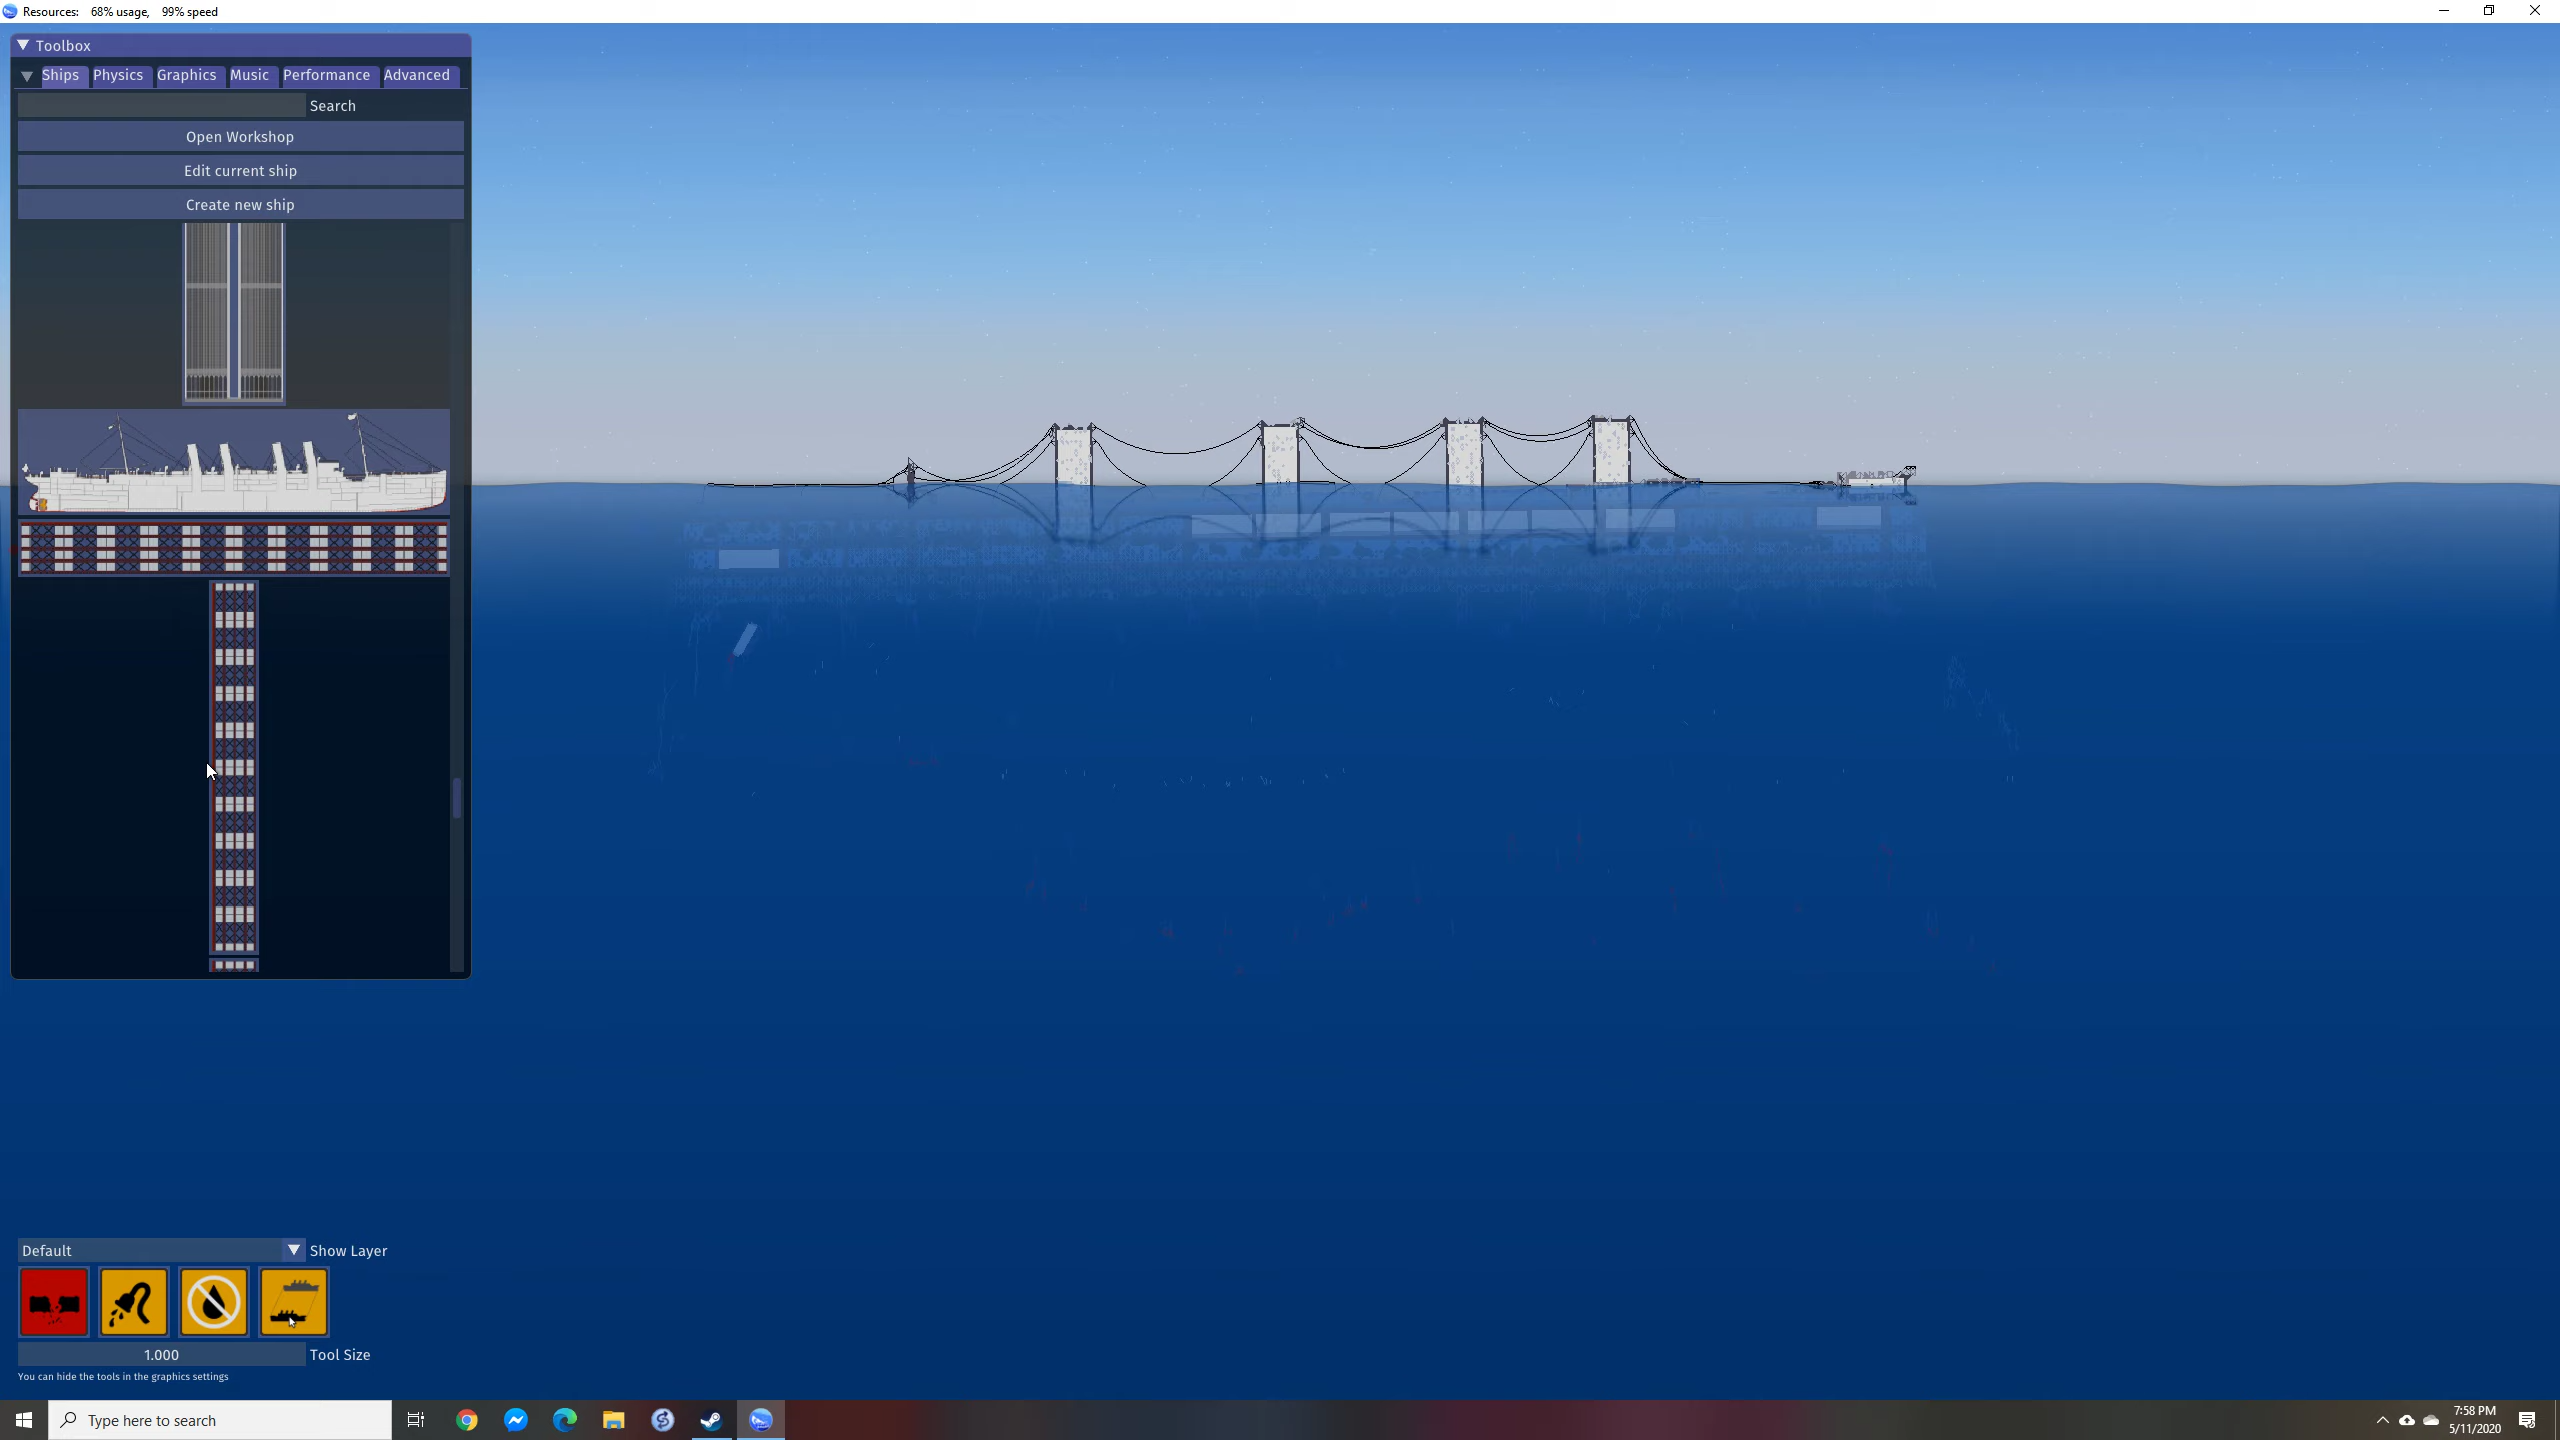 Resources: 68% usage, 99% speed
Toolbox
Ships Physics Graphics Music Performance Advanced
Search
Open Workshop
Edit current ship
Create new ship
Default Show Layer
1.000 Tool Size
You can hide the tools in the graphics settings
Type here to search
7:58 PM
5/11/2020